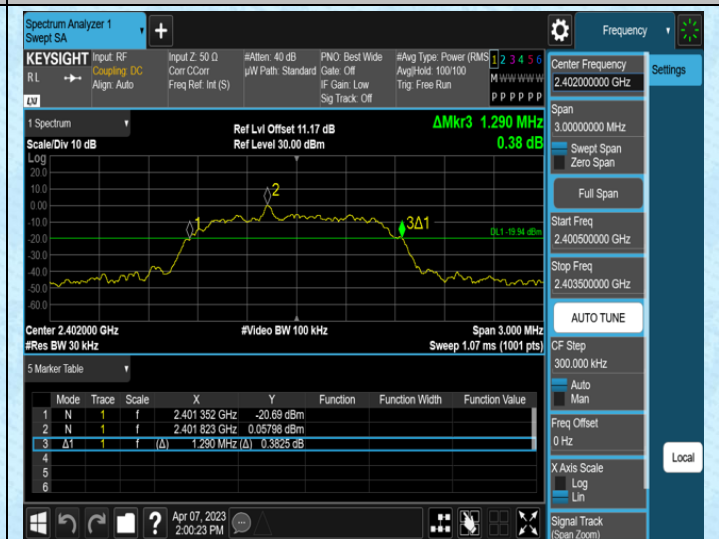 Spectrum Analyzer 1
Swept SA
Frequency
KEYSIGHT
R L
LXI
Input: RF
Coupling: DC
Align: Auto
Input Z: 50 Ω
Corr CCorr
Freq Ref: Int (S)
#Atten: 40 dB
µW Path: Standard
PNO: Best Wide
Gate: Off
IF Gain: Low
Sig Track: Off
#Avg Type: Power (RMS
Avg|Hold: 100/100
Trig: Free Run
1 2 3 4 5 6
M W W W W W
P P P P P P
1 Spectrum
Scale/Div 10 dB
Ref Lvl Offset 11.17 dB
Ref Level 30.00 dBm
ΔMkr3 1.290 MHz
0.38 dB
Log
20.0
10.0
0.00
-10.0
-20.0
-30.0
-40.0
-50.0
-60.0
1
2
3Δ1
DL1 -19.94 dBm
Center 2.402000 GHz
#Video BW 100 kHz
Span 3.000 MHz
#Res BW 30 kHz
Sweep 1.07 ms (1001 pts)
5 Marker Table
Mode Trace Scale X Y Function Function Width Function Value
1 N 1 f 2.401 352 GHz -20.69 dBm
2 N 1 f 2.401 823 GHz 0.05798 dBm
3 Δ1 1 f (Δ) 1.290 MHz (Δ) 0.3825 dB
4
5
6
?
Apr 07, 2023
2:00:23 PM
Center Frequency
2.402000000 GHz
Span
3.00000000 MHz
Swept Span
Zero Span
Full Span
Start Freq
2.400500000 GHz
Stop Freq
2.403500000 GHz
AUTO TUNE
CF Step
300.000 kHz
Auto
Man
Freq Offset
0 Hz
X Axis Scale
Log
Lin
Signal Track
(Span Zoom)
Settings
Local